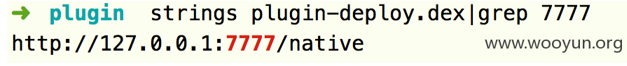 ➜ plugin strings plugin-deploy.dex|grep 7777
http://127.0.0.1:7777/native
www.wooyun.org